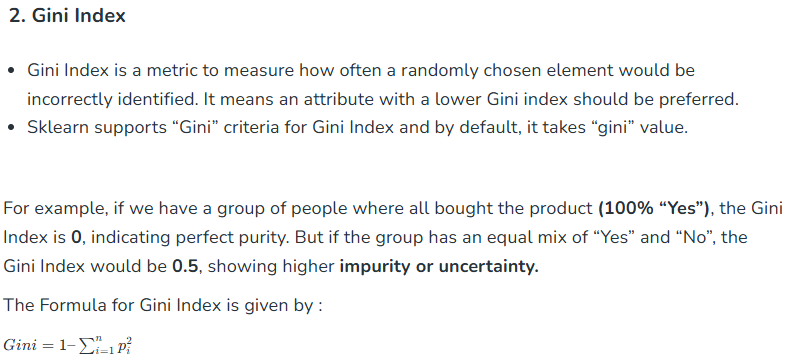 2. Gini Index
• Gini Index is a metric to measure how often a randomly chosen element would be
incorrectly identified. It means an attribute with a lower Gini index should be preferred.
• Sklearn supports “Gini” criteria for Gini Index and by default, it takes “gini” value.
For example, if we have a group of people where all bought the product (100% “Yes”), the Gini
Index is 0, indicating perfect purity. But if the group has an equal mix of “Yes” and “No”, the
Gini Index would be 0.5, showing higher impurity or uncertainty.
The Formula for Gini Index is given by :
Gini = 1– ∑ⁿᵢ₌₁ pᵢ²